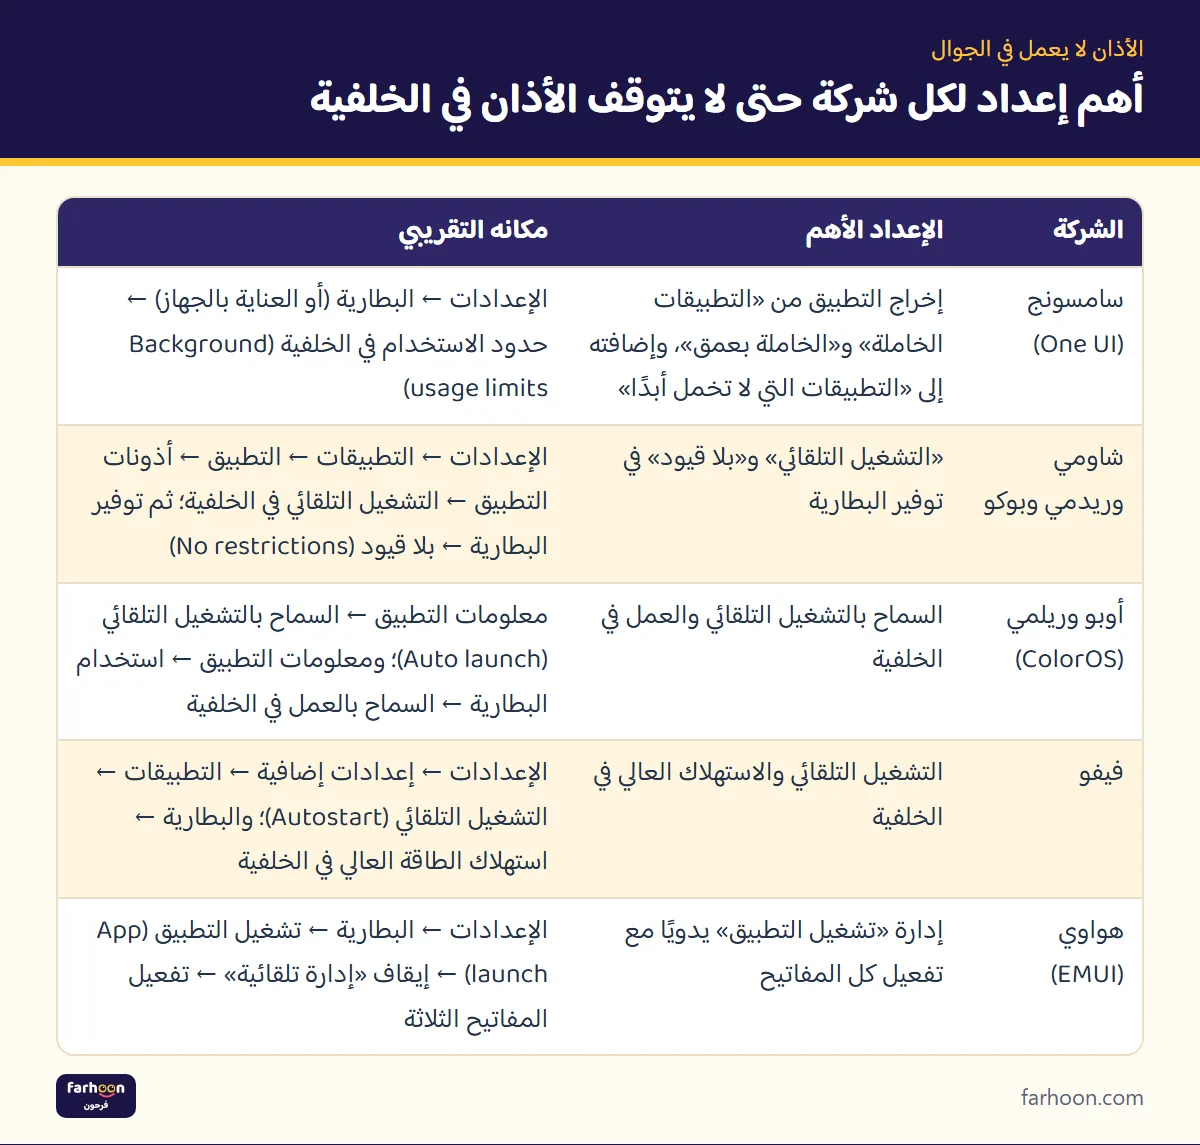 الأذان لا يعمل في الجوال
أهم إعداد لكل شركة حتى لا يتوقف الأذان في الخلفية
الشركة
الإعداد الأهم
مكانه التقريبي
سامسونج
(One UI)
إخراج التطبيق من «التطبيقات
الخاملة» و«الخاملة بعمق»، وإضافته
إلى «التطبيقات التي لا تخمل أبدًا»
الإعدادات ← البطارية (أو العناية بالجهاز) ←
حدود الاستخدام في الخلفية (Background
usage limits)
شاومي
وريدمي وبوكو
«التشغيل التلقائي» و«بلا قيود» في
توفير البطارية
الإعدادات ← التطبيقات ← التطبيق ← أذونات
التطبيق ← التشغيل التلقائي في الخلفية؛ ثم توفير
البطارية ← بلا قيود (No restrictions)
أوبو وريلمي
(ColorOS)
السماح بالتشغيل التلقائي والعمل في
الخلفية
معلومات التطبيق ← السماح بالتشغيل التلقائي
(Auto launch)؛ ومعلومات التطبيق ← استخدام
البطارية ← السماح بالعمل في الخلفية
فيفو
التشغيل التلقائي والاستهلاك العالي في
الخلفية
الإعدادات ← إعدادات إضافية ← التطبيقات ←
التشغيل التلقائي (Autostart)؛ والبطارية ←
استهلاك الطاقة العالي في الخلفية
هواوي
(EMUI)
إدارة «تشغيل التطبيق» يدويًا مع
تفعيل كل المفاتيح
الإعدادات ← البطارية ← تشغيل التطبيق (App
launch) ← إيقاف «إدارة تلقائية» ← تفعيل
المفاتيح الثلاثة
farhoon.com
farhoon
فرحون